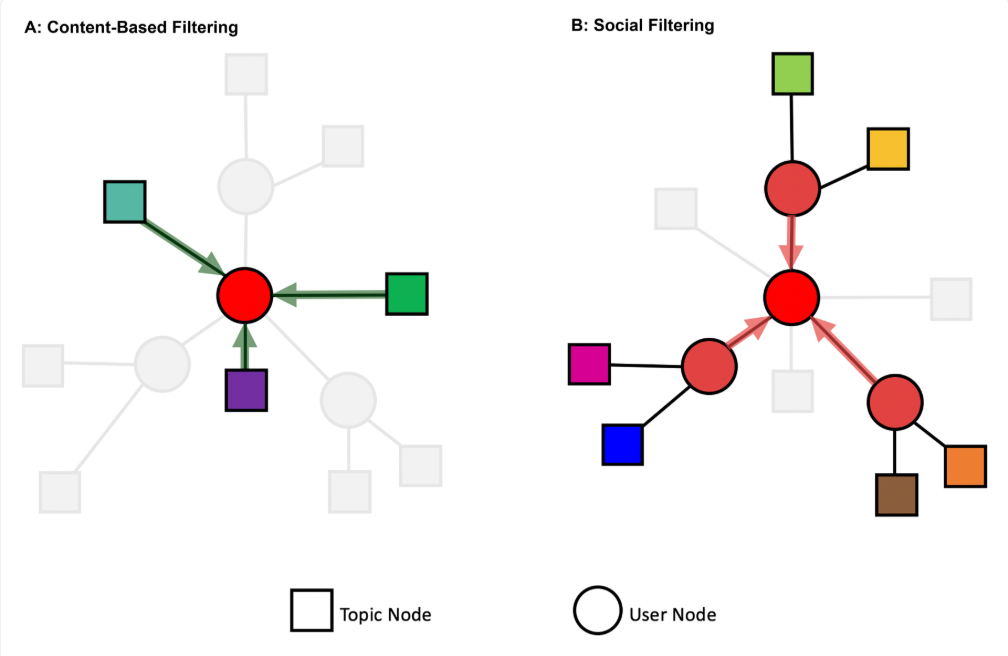 A: Content-Based Filtering
B: Social Filtering
Topic Node
User Node